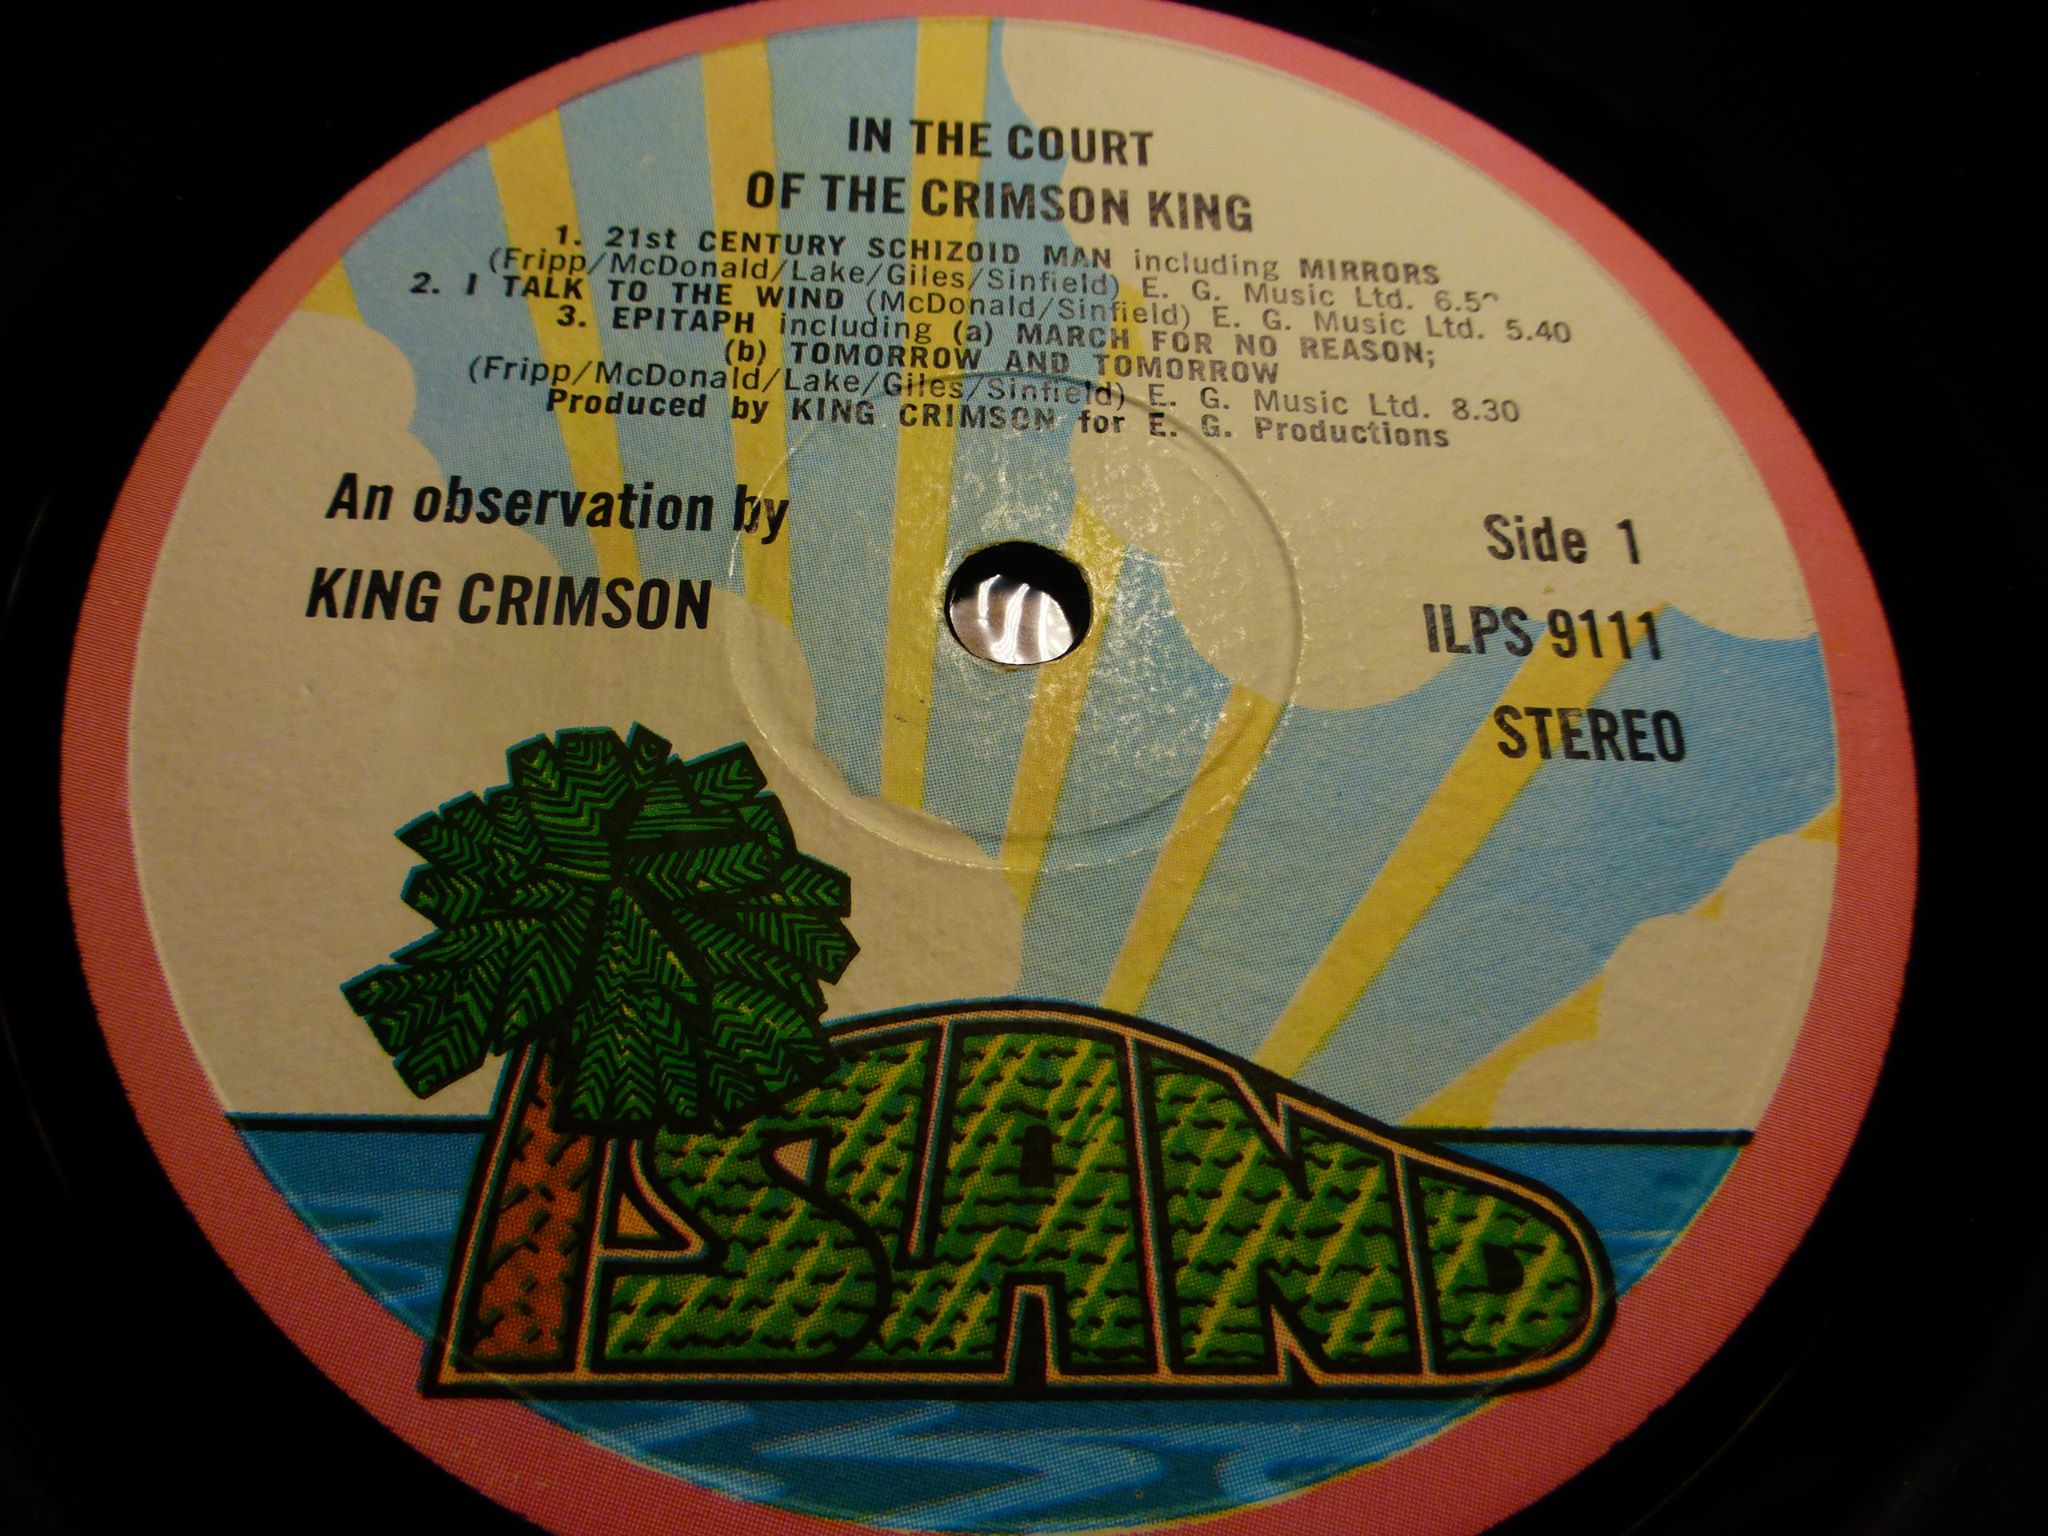 IN THE COURT
OF THE CRIMSON KING
1. 21st CENTURY SCHIZOID MAN including MIRRORS
(Fripp/McDonald/Lake/Giles/Sinfield) E. G. Music Ltd.
2. I TALK TO THE WIND (McDonald/Sinfield) E. G. Music Ltd. 5.40
3. EPITAPH including (a) MARCH FOR NO REASON;
(b) TOMORROW AND TOMORROW
(Fripp/McDonald/Lake/Giles/Sinfield) E. G. Music Ltd. 8.30
Produced by KING CRIMSON for E. G. Productions
An observation by
KING CRIMSON
Side 1
ILPS 9111
STEREO
ISLAND